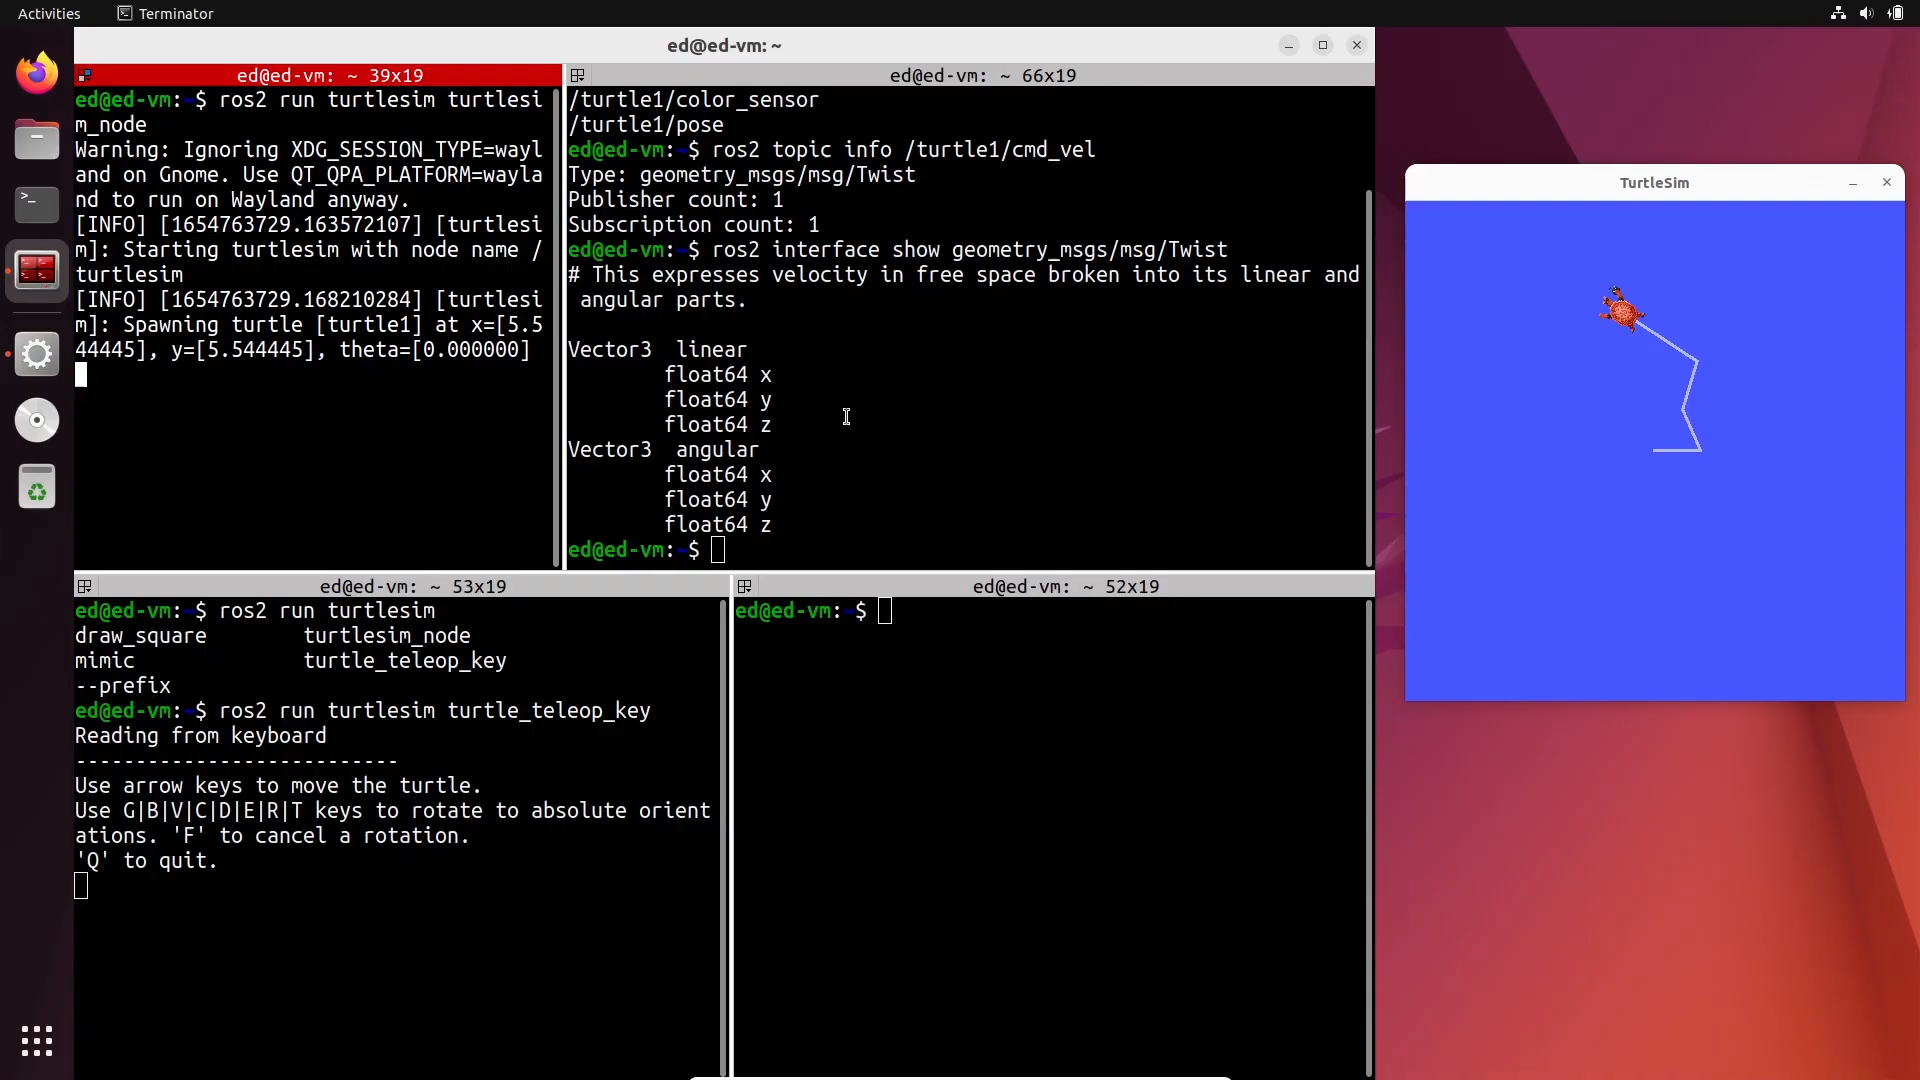 Activities
Terminator
ed@ed-vm: ~
ed@ed-vm: ~ 39x19
ed@ed-vm:~$ ros2 run turtlesim turtlesi
m_node
Warning: Ignoring XDG_SESSION_TYPE=wayl
and on Gnome. Use QT_QPA_PLATFORM=wayla
nd to run on Wayland anyway.
[INFO] [1654763729.163572107] [turtlesi
m]: Starting turtlesim with node name /
turtlesim
[INFO] [1654763729.168210284] [turtlesi
m]: Spawning turtle [turtle1] at x=[5.5
44445], y=[5.544445], theta=[0.000000]
ed@ed-vm: ~ 66x19
/turtle1/color_sensor
/turtle1/pose
ed@ed-vm:~$ ros2 topic info /turtle1/cmd_vel
Type: geometry_msgs/msg/Twist
Publisher count: 1
Subscription count: 1
ed@ed-vm:~$ ros2 interface show geometry_msgs/msg/Twist
# This expresses velocity in free space broken into its linear and
angular parts.
Vector3  linear
float64 x
float64 y
float64 z
Vector3  angular
float64 x
float64 y
float64 z
ed@ed-vm:~$
ed@ed-vm: ~ 53x19
ed@ed-vm:~$ ros2 run turtlesim
draw_square        turtlesim_node
mimic              turtle_teleop_key
--prefix
ed@ed-vm:~$ ros2 run turtlesim turtle_teleop_key
Reading from keyboard
---------------------------
Use arrow keys to move the turtle.
Use G|B|V|C|D|E|R|T keys to rotate to absolute orient
ations. 'F' to cancel a rotation.
'Q' to quit.
ed@ed-vm: ~ 52x19
ed@ed-vm:~$
TurtleSim